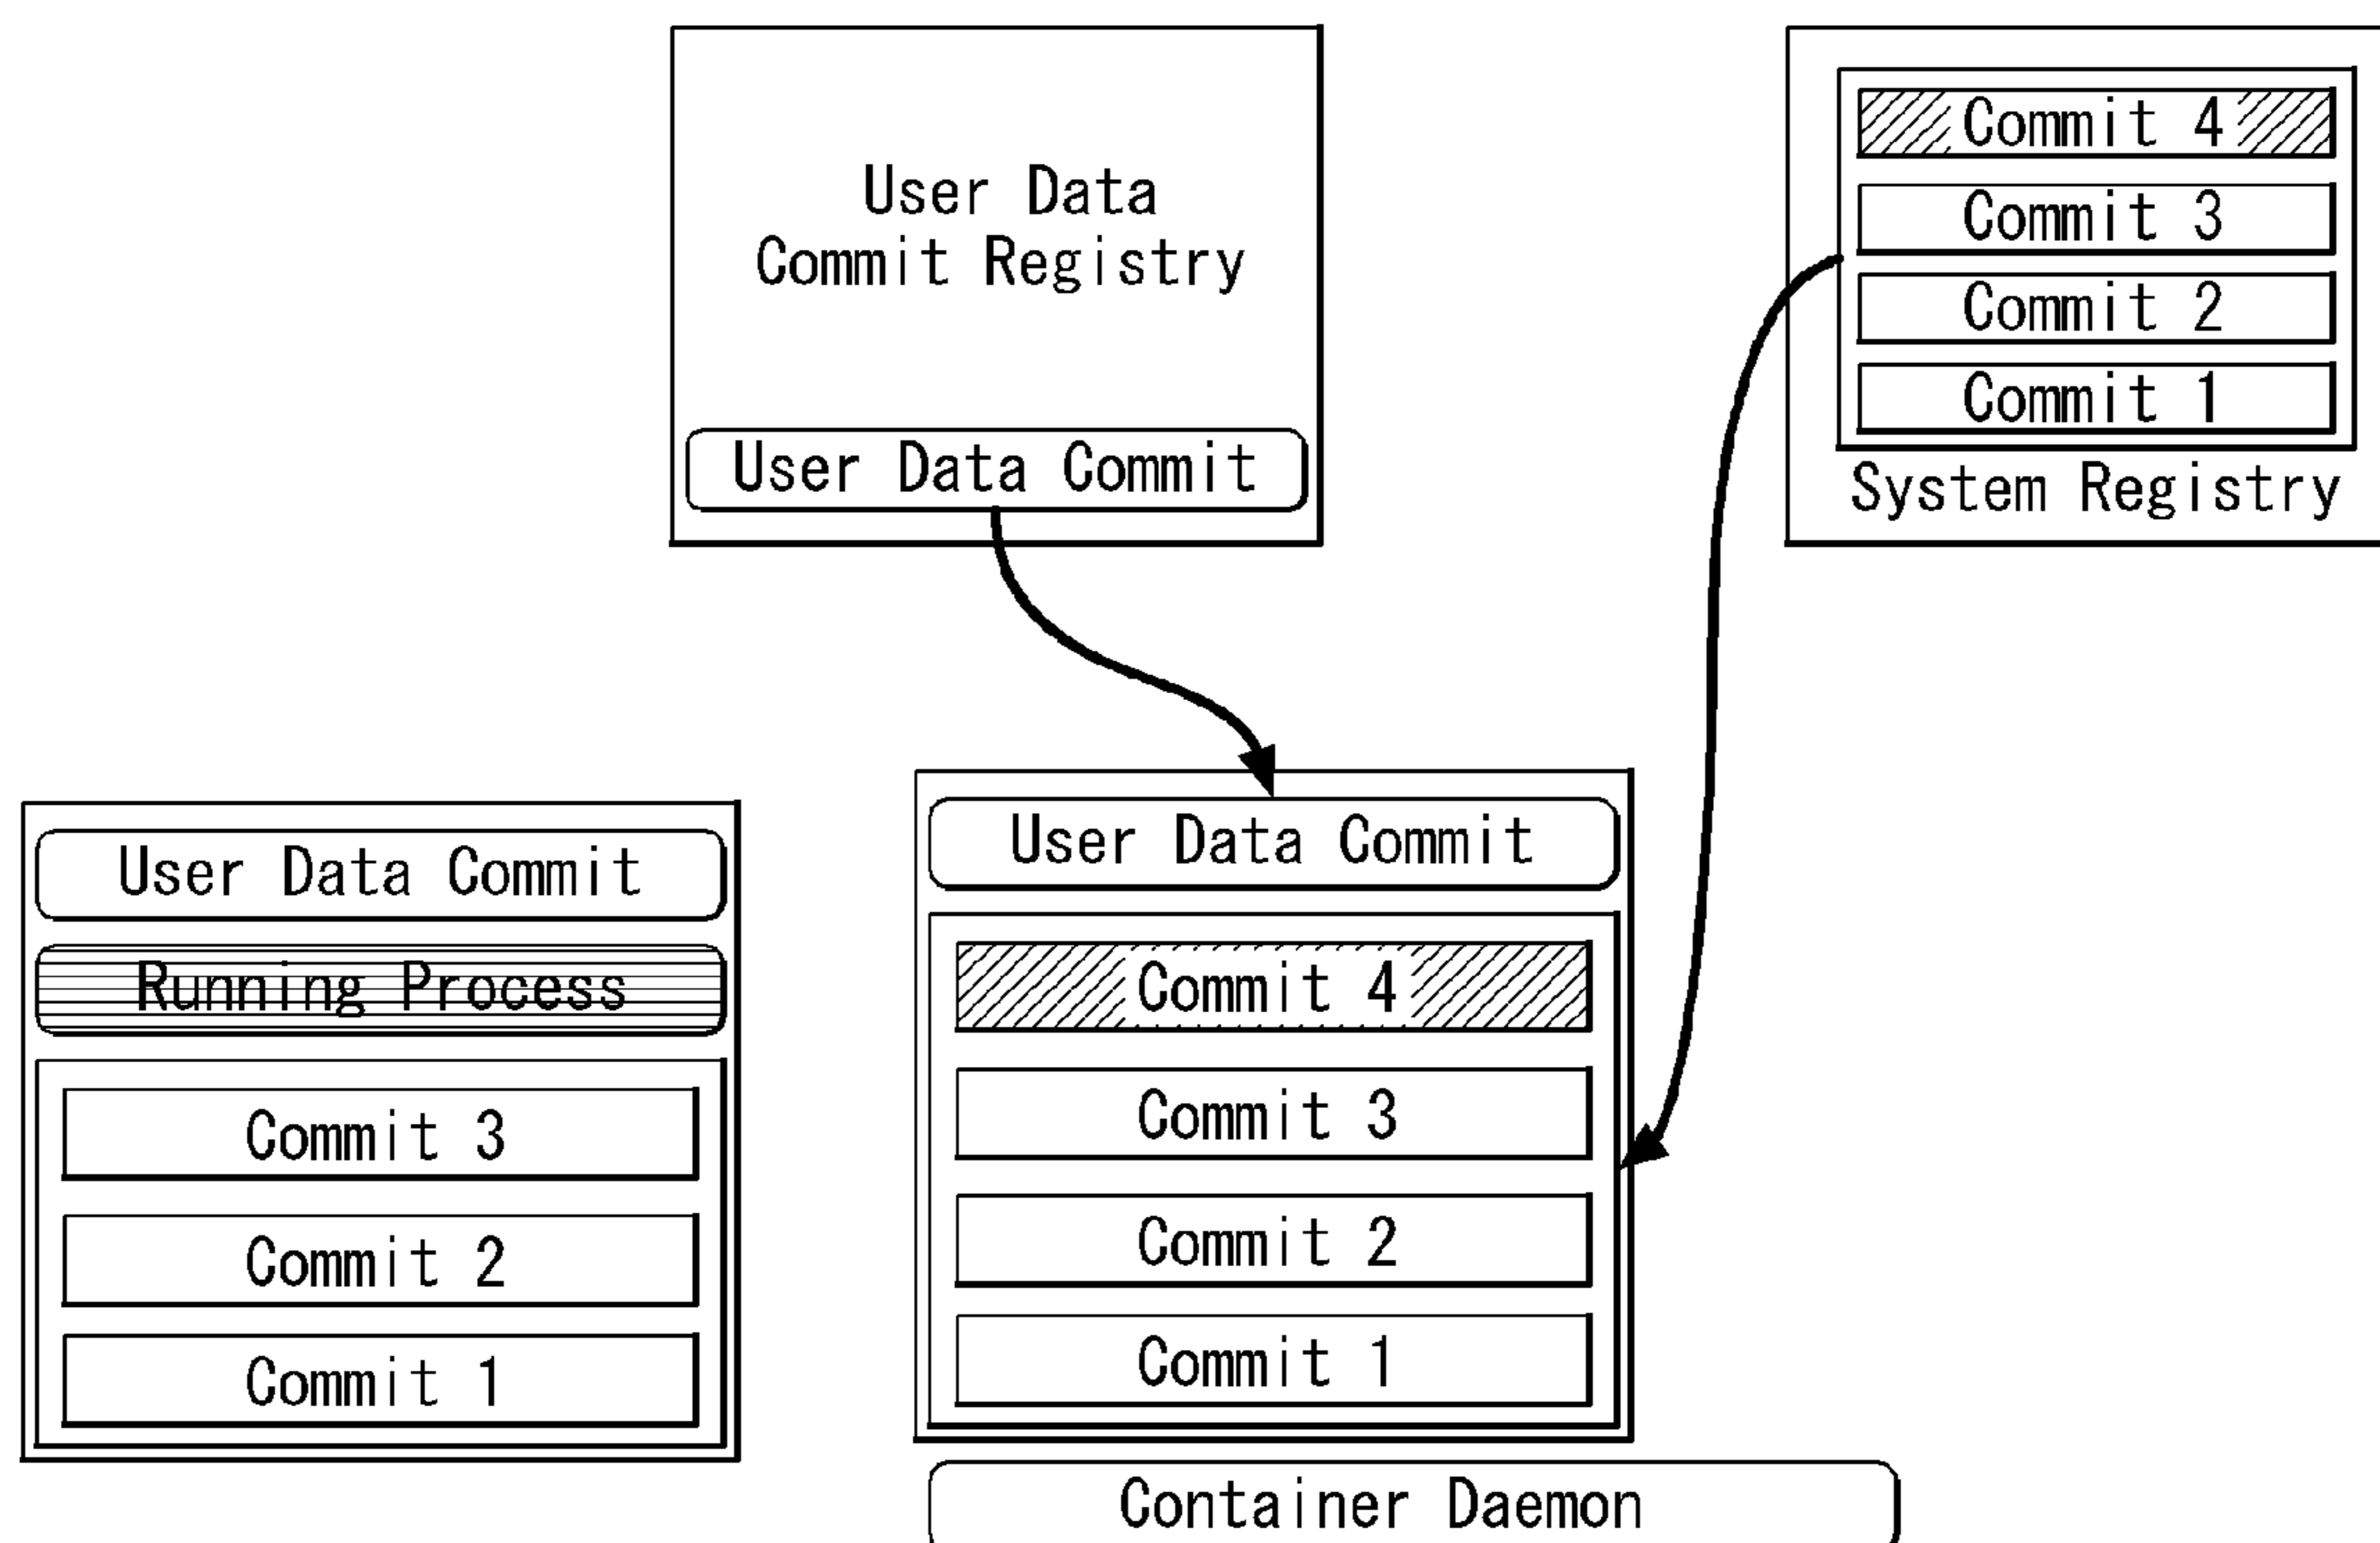 User Data
Commit Registry
User Data Commit
Commit 4
Commit 3
Commit 2
Commit 1
System Registry
User Data Commit
Running Process
Commit 3
Commit 2
Commit 1
User Data Commit
Commit 4
Commit 3
Commit 2
Commit 1
Container Daemon